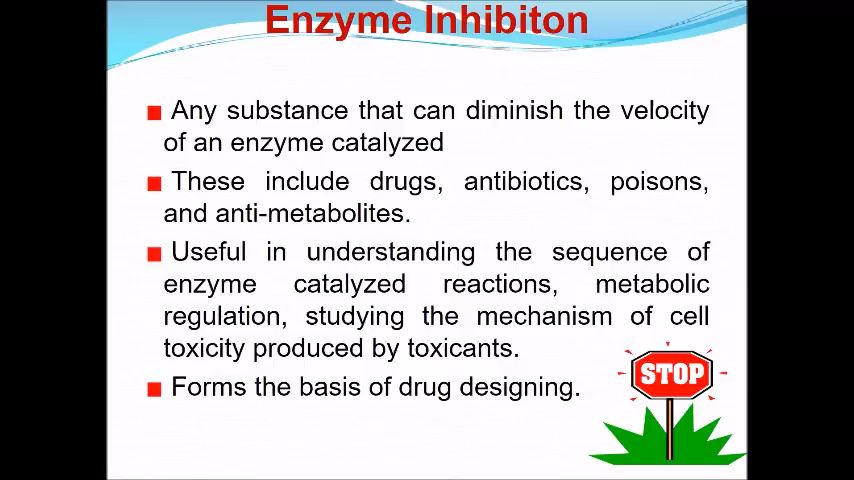 Enzyme Inhibiton
Any substance that can diminish the velocity
of an enzyme catalyzed
These include drugs, antibiotics, poisons,
and anti-metabolites.
Useful in understanding the sequence of
enzyme catalyzed reactions, metabolic
regulation, studying the mechanism of cell
toxicity produced by toxicants.
Forms the basis of drug designing.
STOP